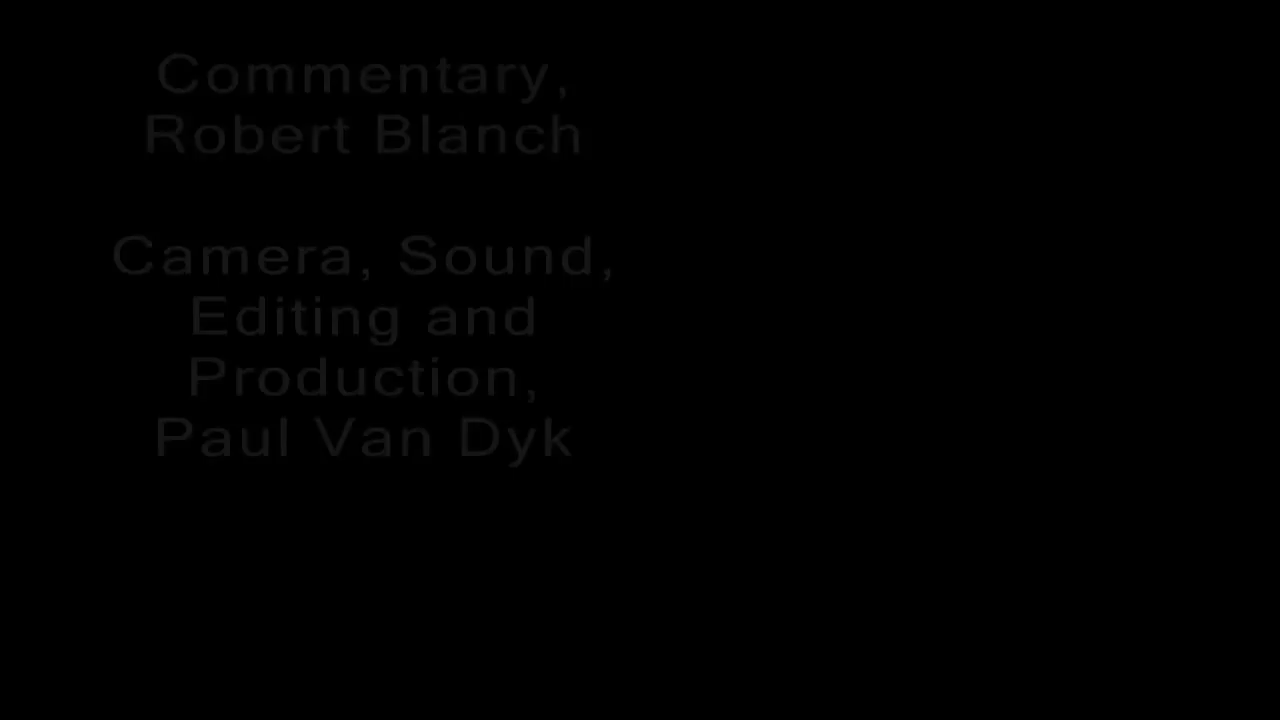 Commentary,
Robert Blanch
Camera, Sound,
Editing and
Production,
Paul Van Dyk